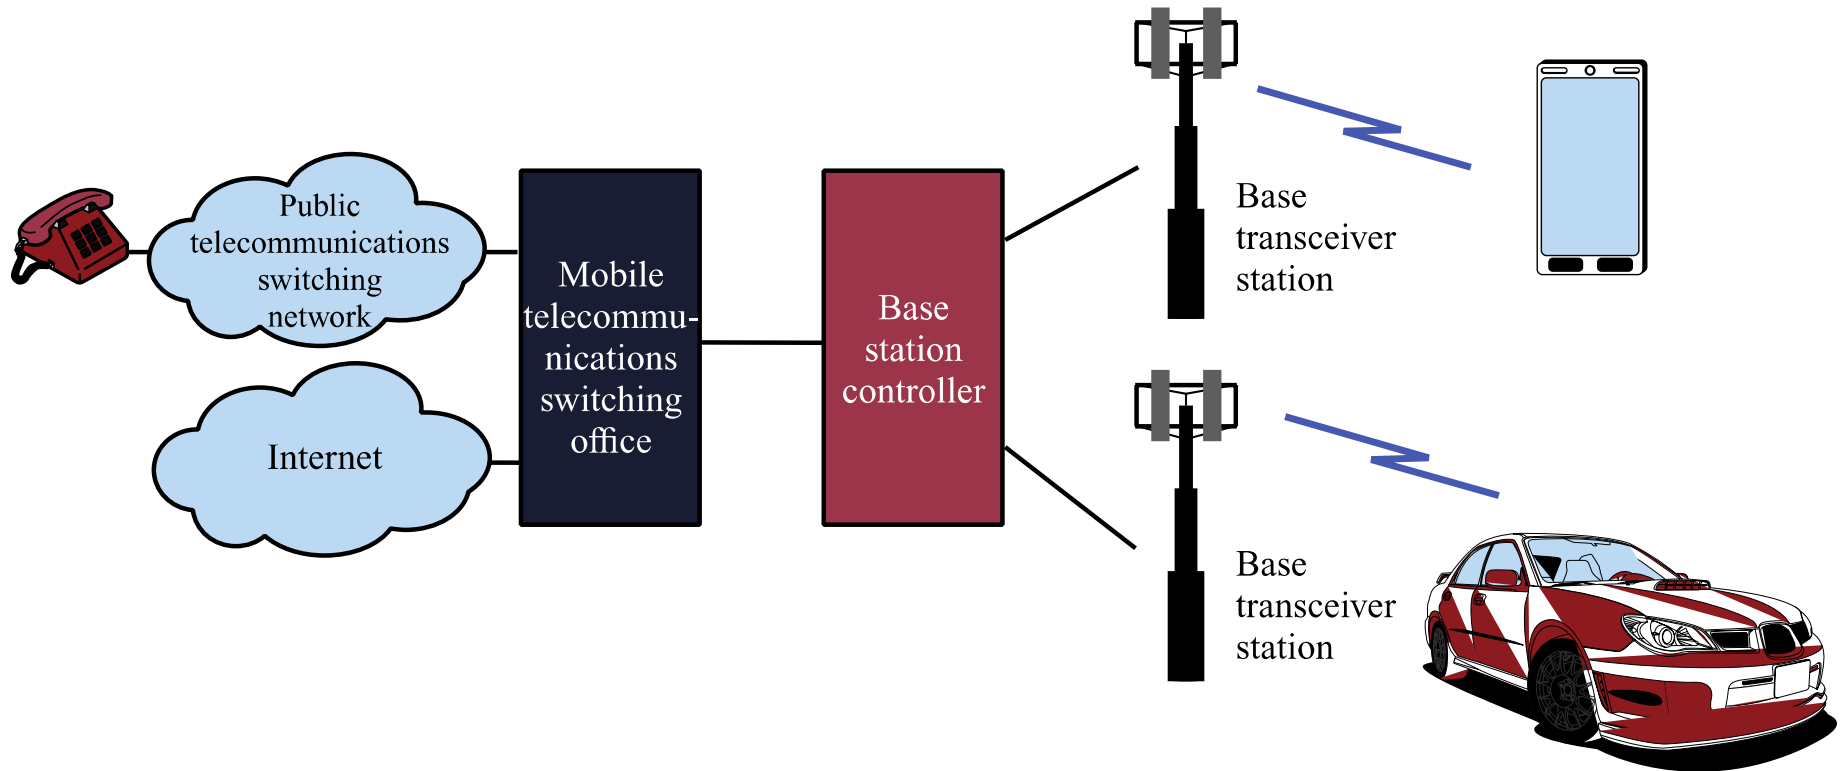 Public
telecommunications
switching
network
Internet
Mobile
telecommu-
nications
switching
office
Base
station
controller
Base
transceiver
station
Base
transceiver
station